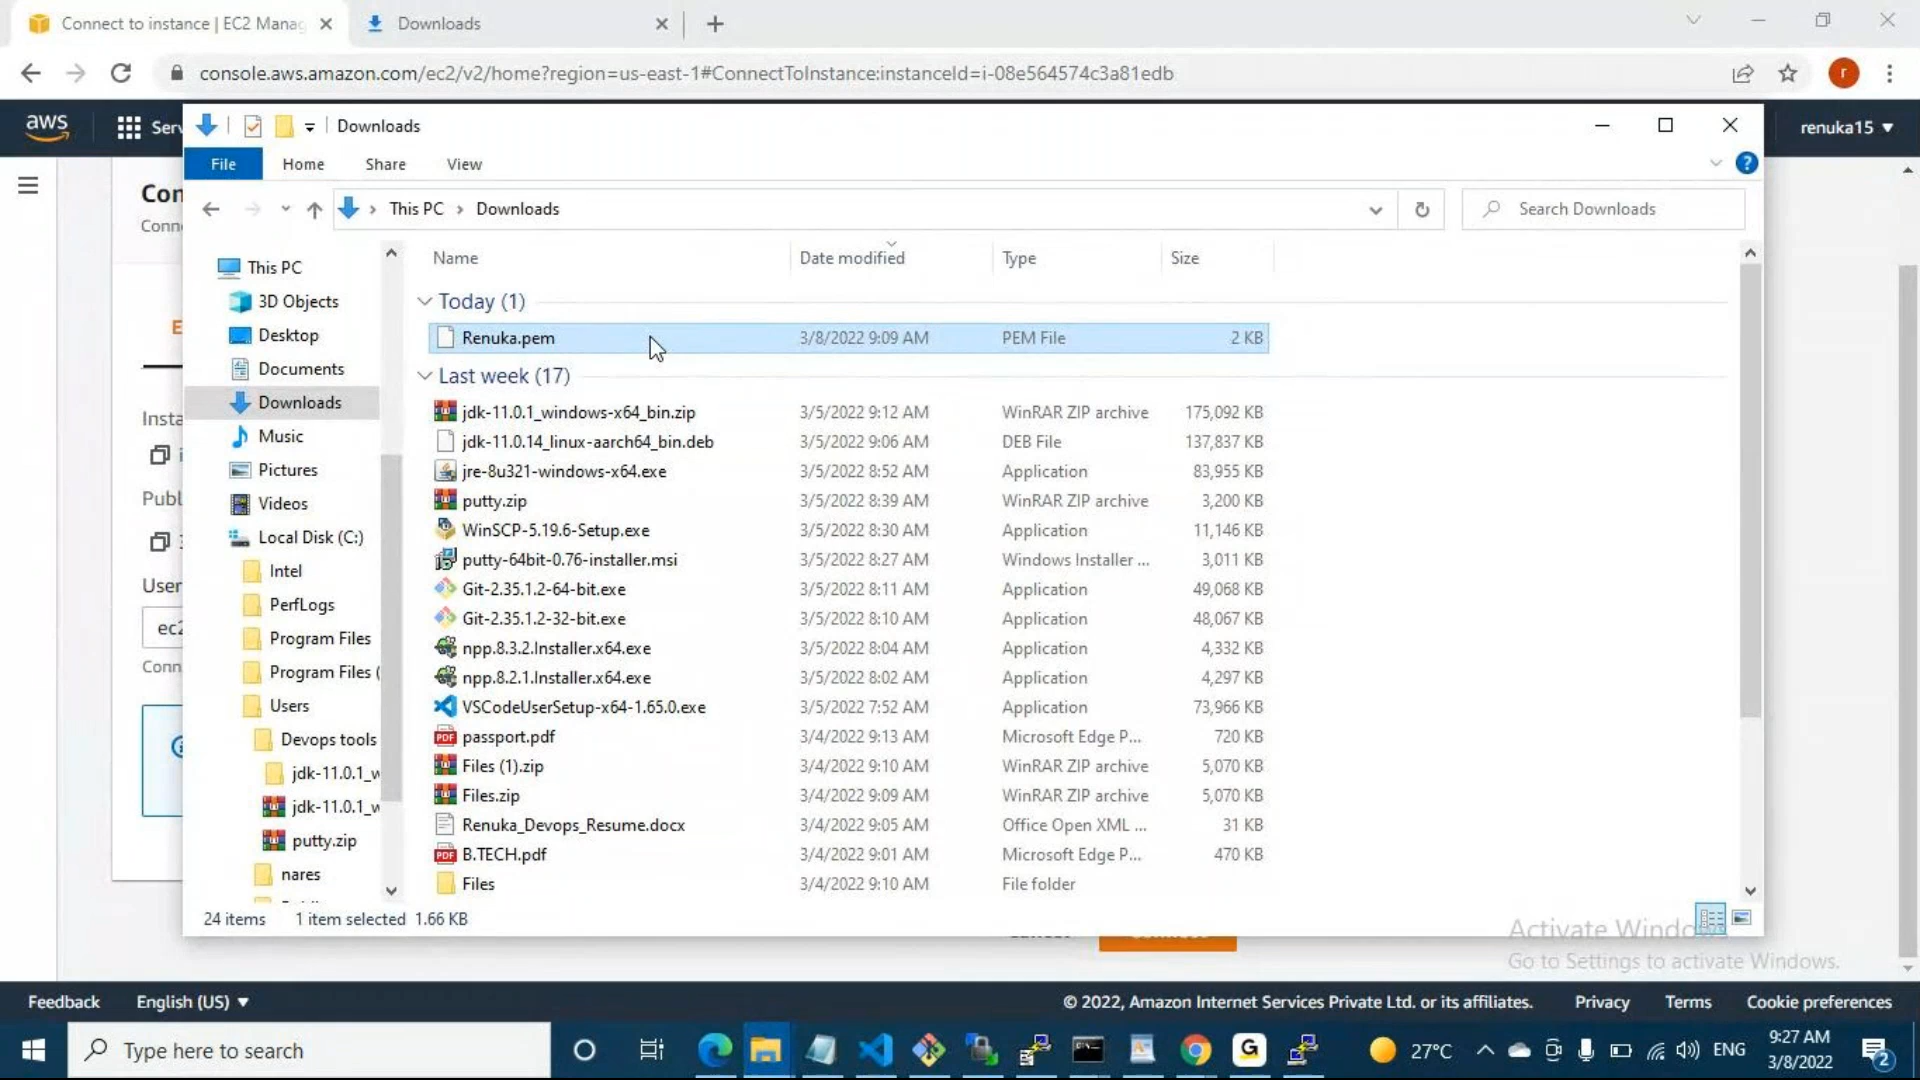 Connect to instance | EC2 Manag
Downloads
console.aws.amazon.com/ec2/v2/home?region=us-east-1#ConnectToInstance:instanceId=i-08e564574c3a81edb
r
aws
Serv
Downloads
renuka15
File
Home
Share
View
?
This PC
Downloads
Search Downloads
Con
Conn
E
Insta
Publ
User
ec2
Conn
This PC
3D Objects
Desktop
Documents
Downloads
Music
Pictures
Videos
Local Disk (C:)
Intel
PerfLogs
Program Files
Program Files (
Users
Devops tools
jdk-11.0.1_w
jdk-11.0.1_w
putty.zip
nares
Name
Date modified
Type
Size
Today (1)
Renuka.pem 3/8/2022 9:09 AM PEM File 2 KB
Last week (17)
jdk-11.0.1_windows-x64_bin.zip 3/5/2022 9:12 AM WinRAR ZIP archive 175,092 KB
jdk-11.0.14_linux-aarch64_bin.deb 3/5/2022 9:06 AM DEB File 137,837 KB
jre-8u321-windows-x64.exe 3/5/2022 8:52 AM Application 83,955 KB
putty.zip 3/5/2022 8:39 AM WinRAR ZIP archive 3,200 KB
WinSCP-5.19.6-Setup.exe 3/5/2022 8:30 AM Application 11,146 KB
putty-64bit-0.76-installer.msi 3/5/2022 8:27 AM Windows Installer ... 3,011 KB
Git-2.35.1.2-64-bit.exe 3/5/2022 8:11 AM Application 49,068 KB
Git-2.35.1.2-32-bit.exe 3/5/2022 8:10 AM Application 48,067 KB
npp.8.3.2.Installer.x64.exe 3/5/2022 8:04 AM Application 4,332 KB
npp.8.2.1.Installer.x64.exe 3/5/2022 8:02 AM Application 4,297 KB
VSCodeUserSetup-x64-1.65.0.exe 3/5/2022 7:52 AM Application 73,966 KB
passport.pdf 3/4/2022 9:13 AM Microsoft Edge P... 720 KB
Files (1).zip 3/4/2022 9:10 AM WinRAR ZIP archive 5,070 KB
Files.zip 3/4/2022 9:09 AM WinRAR ZIP archive 5,070 KB
Renuka_Devops_Resume.docx 3/4/2022 9:05 AM Office Open XML ... 31 KB
B.TECH.pdf 3/4/2022 9:01 AM Microsoft Edge P... 470 KB
Files 3/4/2022 9:10 AM File folder
24 items 1 item selected 1.66 KB
Activate Windows
Go to Settings to activate Windows.
Feedback
English (US)
© 2022, Amazon Internet Services Private Ltd. or its affiliates.
Privacy
Terms
Cookie preferences
Type here to search
G
27°C
ENG
9:27 AM
3/8/2022
2